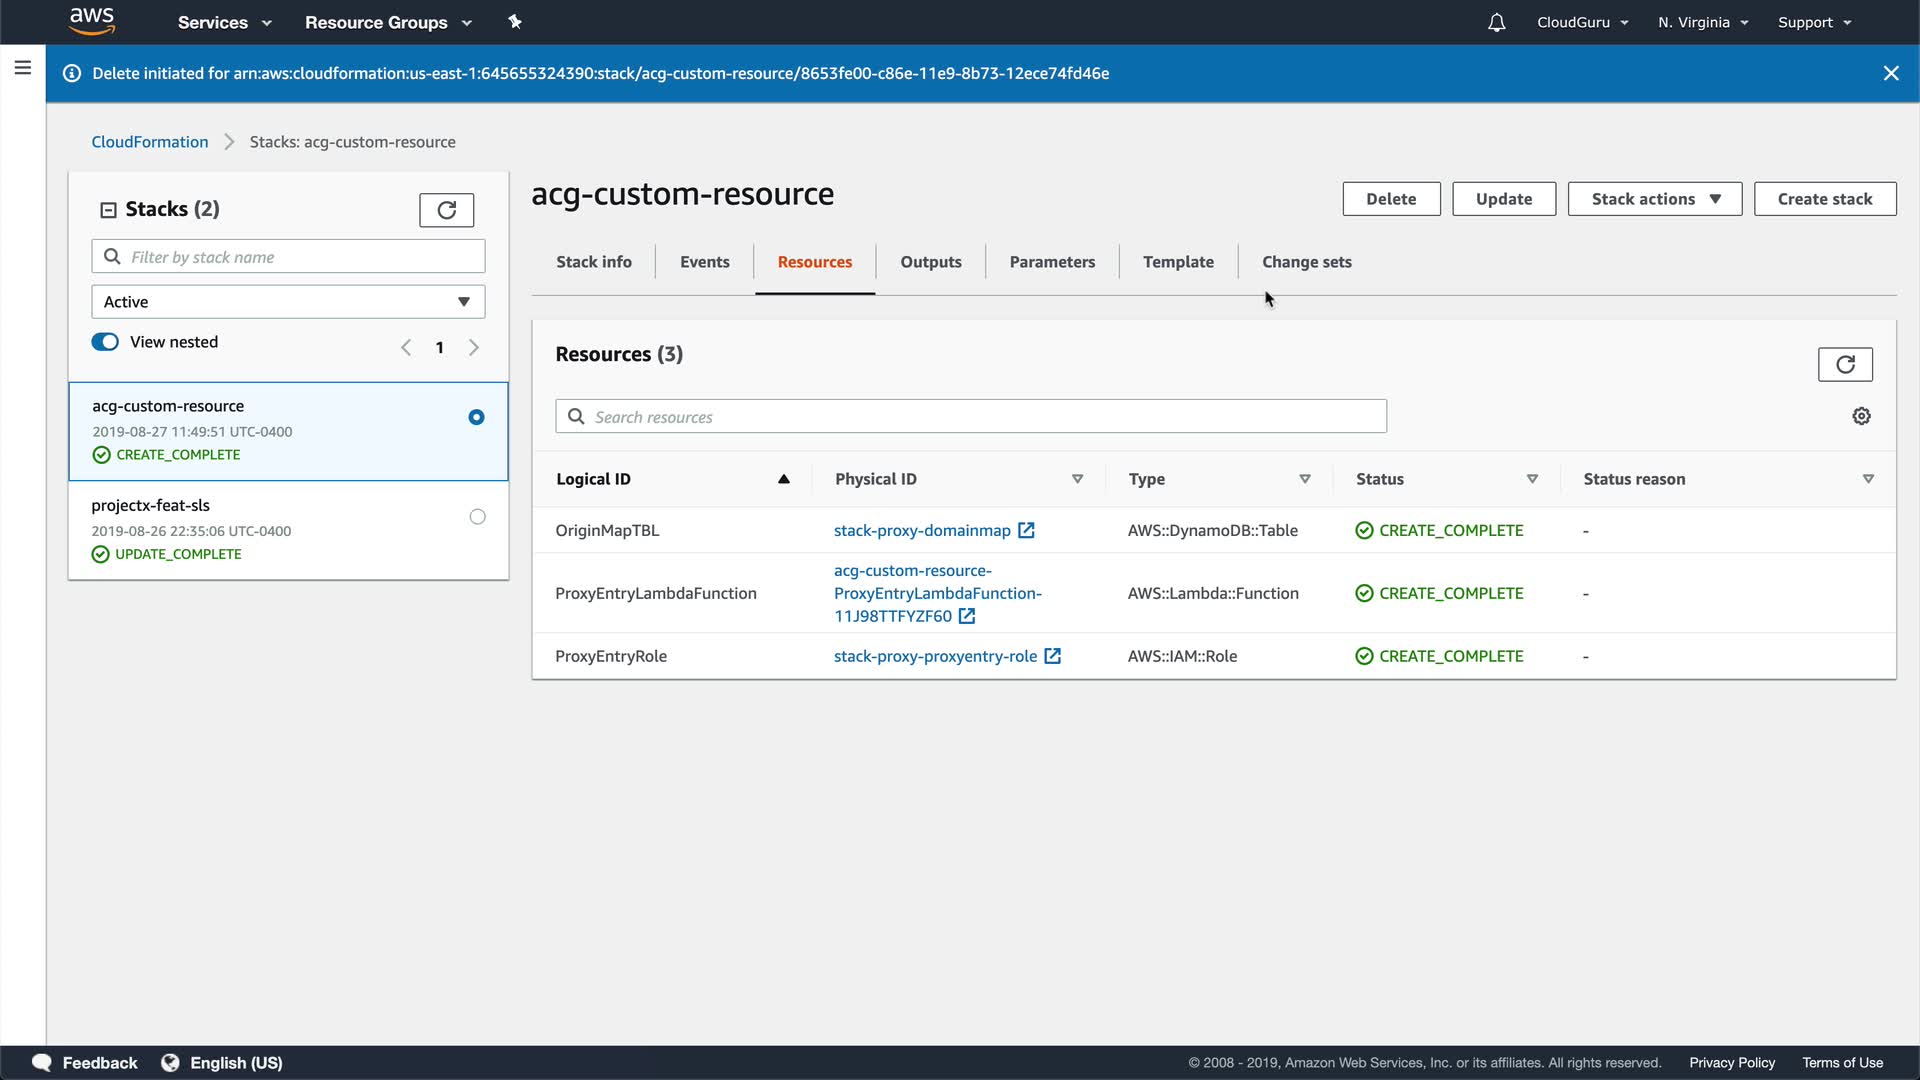 aws
Services
Resource Groups
CloudGuru
N. Virginia
Support
Delete initiated for arn:aws:cloudformation:us-east-1:645655324390:stack/acg-custom-resource/8653fe00-c86e-11e9-8b73-12ece74fd46e
CloudFormation
Stacks: acg-custom-resource
Stacks (2)
Filter by stack name
Active
View nested
1
acg-custom-resource
2019-08-27 11:49:51 UTC-0400
CREATE_COMPLETE
projectx-feat-sls
2019-08-26 22:35:06 UTC-0400
UPDATE_COMPLETE
acg-custom-resource
Delete
Update
Stack actions
Create stack
Stack info
Events
Resources
Outputs
Parameters
Template
Change sets
Resources (3)
Search resources
Logical ID
Physical ID
Type
Status
Status reason
OriginMapTBL
stack-proxy-domainmap
AWS::DynamoDB::Table
CREATE_COMPLETE
-
ProxyEntryLambdaFunction
acg-custom-resource-
ProxyEntryLambdaFunction-
11J98TTFYZF60
AWS::Lambda::Function
CREATE_COMPLETE
-
ProxyEntryRole
stack-proxy-proxyentry-role
AWS::IAM::Role
CREATE_COMPLETE
-
Feedback
English (US)
© 2008 - 2019, Amazon Web Services, Inc. or its affiliates. All rights reserved.
Privacy Policy
Terms of Use